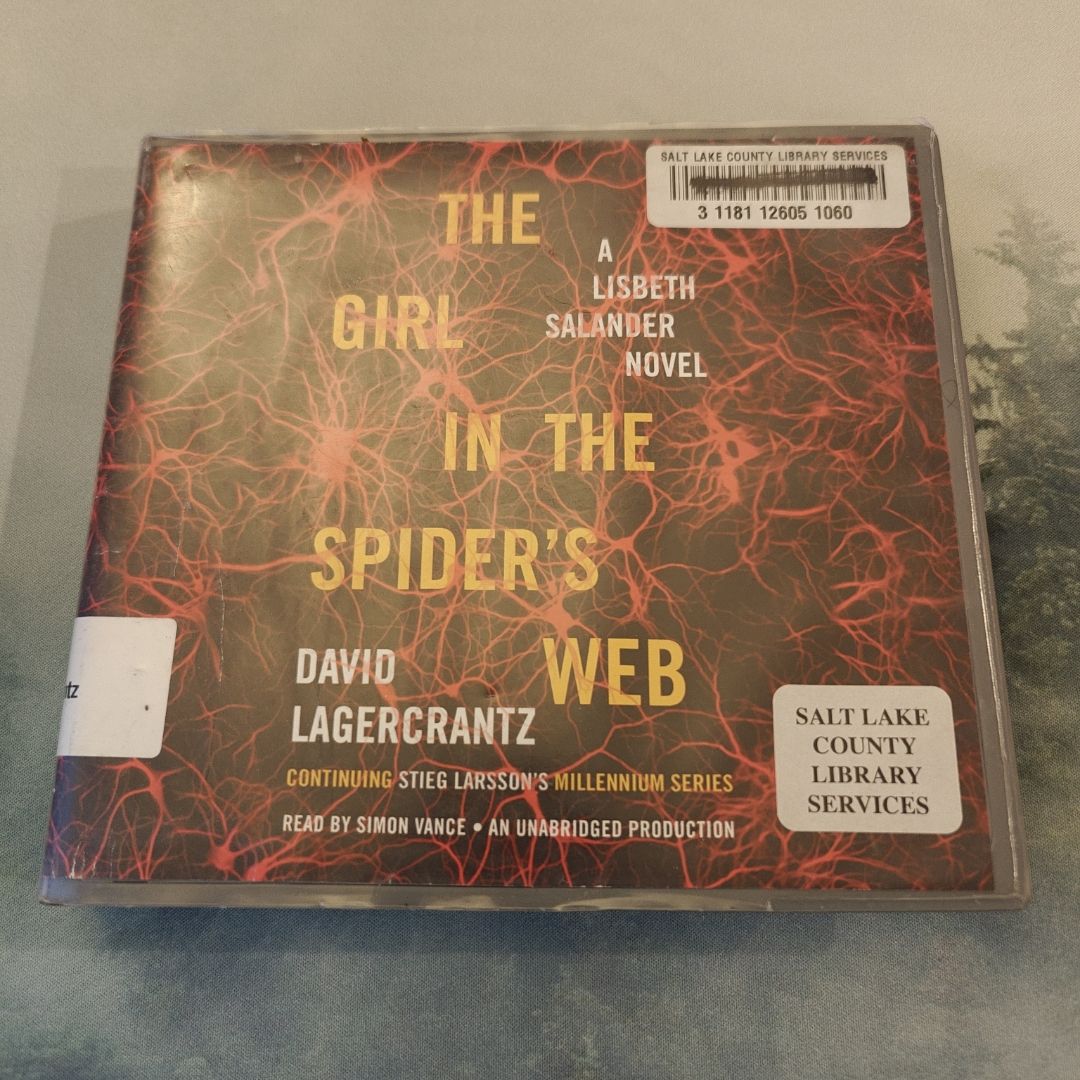 SALT LAKE COUNTY LIBRARY SERVICES
3 1181 12605 1060
THE
A
LISBETH
GIRL
SALANDER
NOVEL
IN THE
SPIDER'S
WEB
DAVID
LAGERCRANTZ
CONTINUING STIEG LARSSON'S MILLENNIUM SERIES
READ BY SIMON VANCE • AN UNABRIDGED PRODUCTION
tz
SALT LAKE
COUNTY
LIBRARY
SERVICES